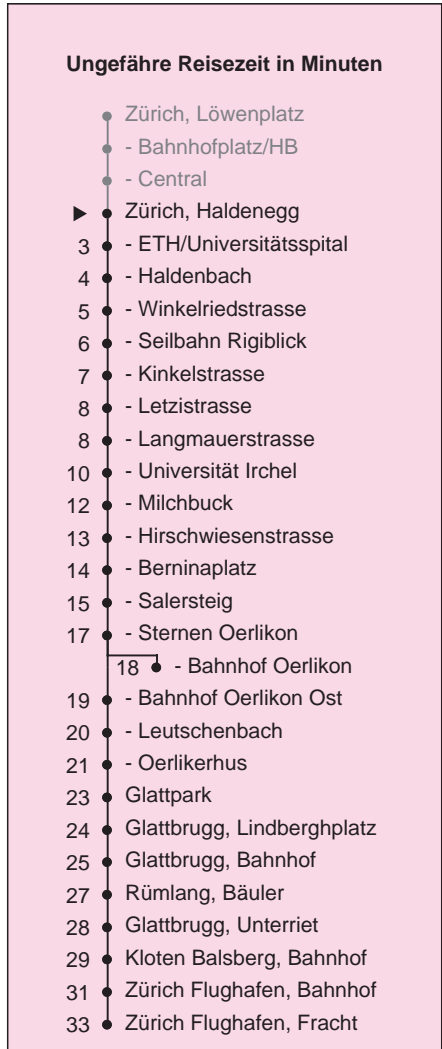 Ungefähre Reisezeit in Minuten
Zürich, Löwenplatz
- Bahnhofplatz/HB
- Central
Zürich, Haldenegg
3 - ETH/Universitätsspital
4 - Haldenbach
5 - Winkelriedstrasse
6 - Seilbahn Rigiblick
7 - Kinkelstrasse
8 - Letzistrasse
8 - Langmauerstrasse
10 - Universität Irchel
12 - Milchbuck
13 - Hirschwiesenstrasse
14 - Berninaplatz
15 - Salersteig
17 - Sternen Oerlikon
18 - Bahnhof Oerlikon
19 - Bahnhof Oerlikon Ost
20 - Leutschenbach
21 - Oerlikerhus
23 Glattpark
24 Glattbrugg, Lindberghplatz
25 Glattbrugg, Bahnhof
27 Rümlang, Bäuler
28 Glattbrugg, Unterriet
29 Kloten Balsberg, Bahnhof
31 Zürich Flughafen, Bahnhof
33 Zürich Flughafen, Fracht